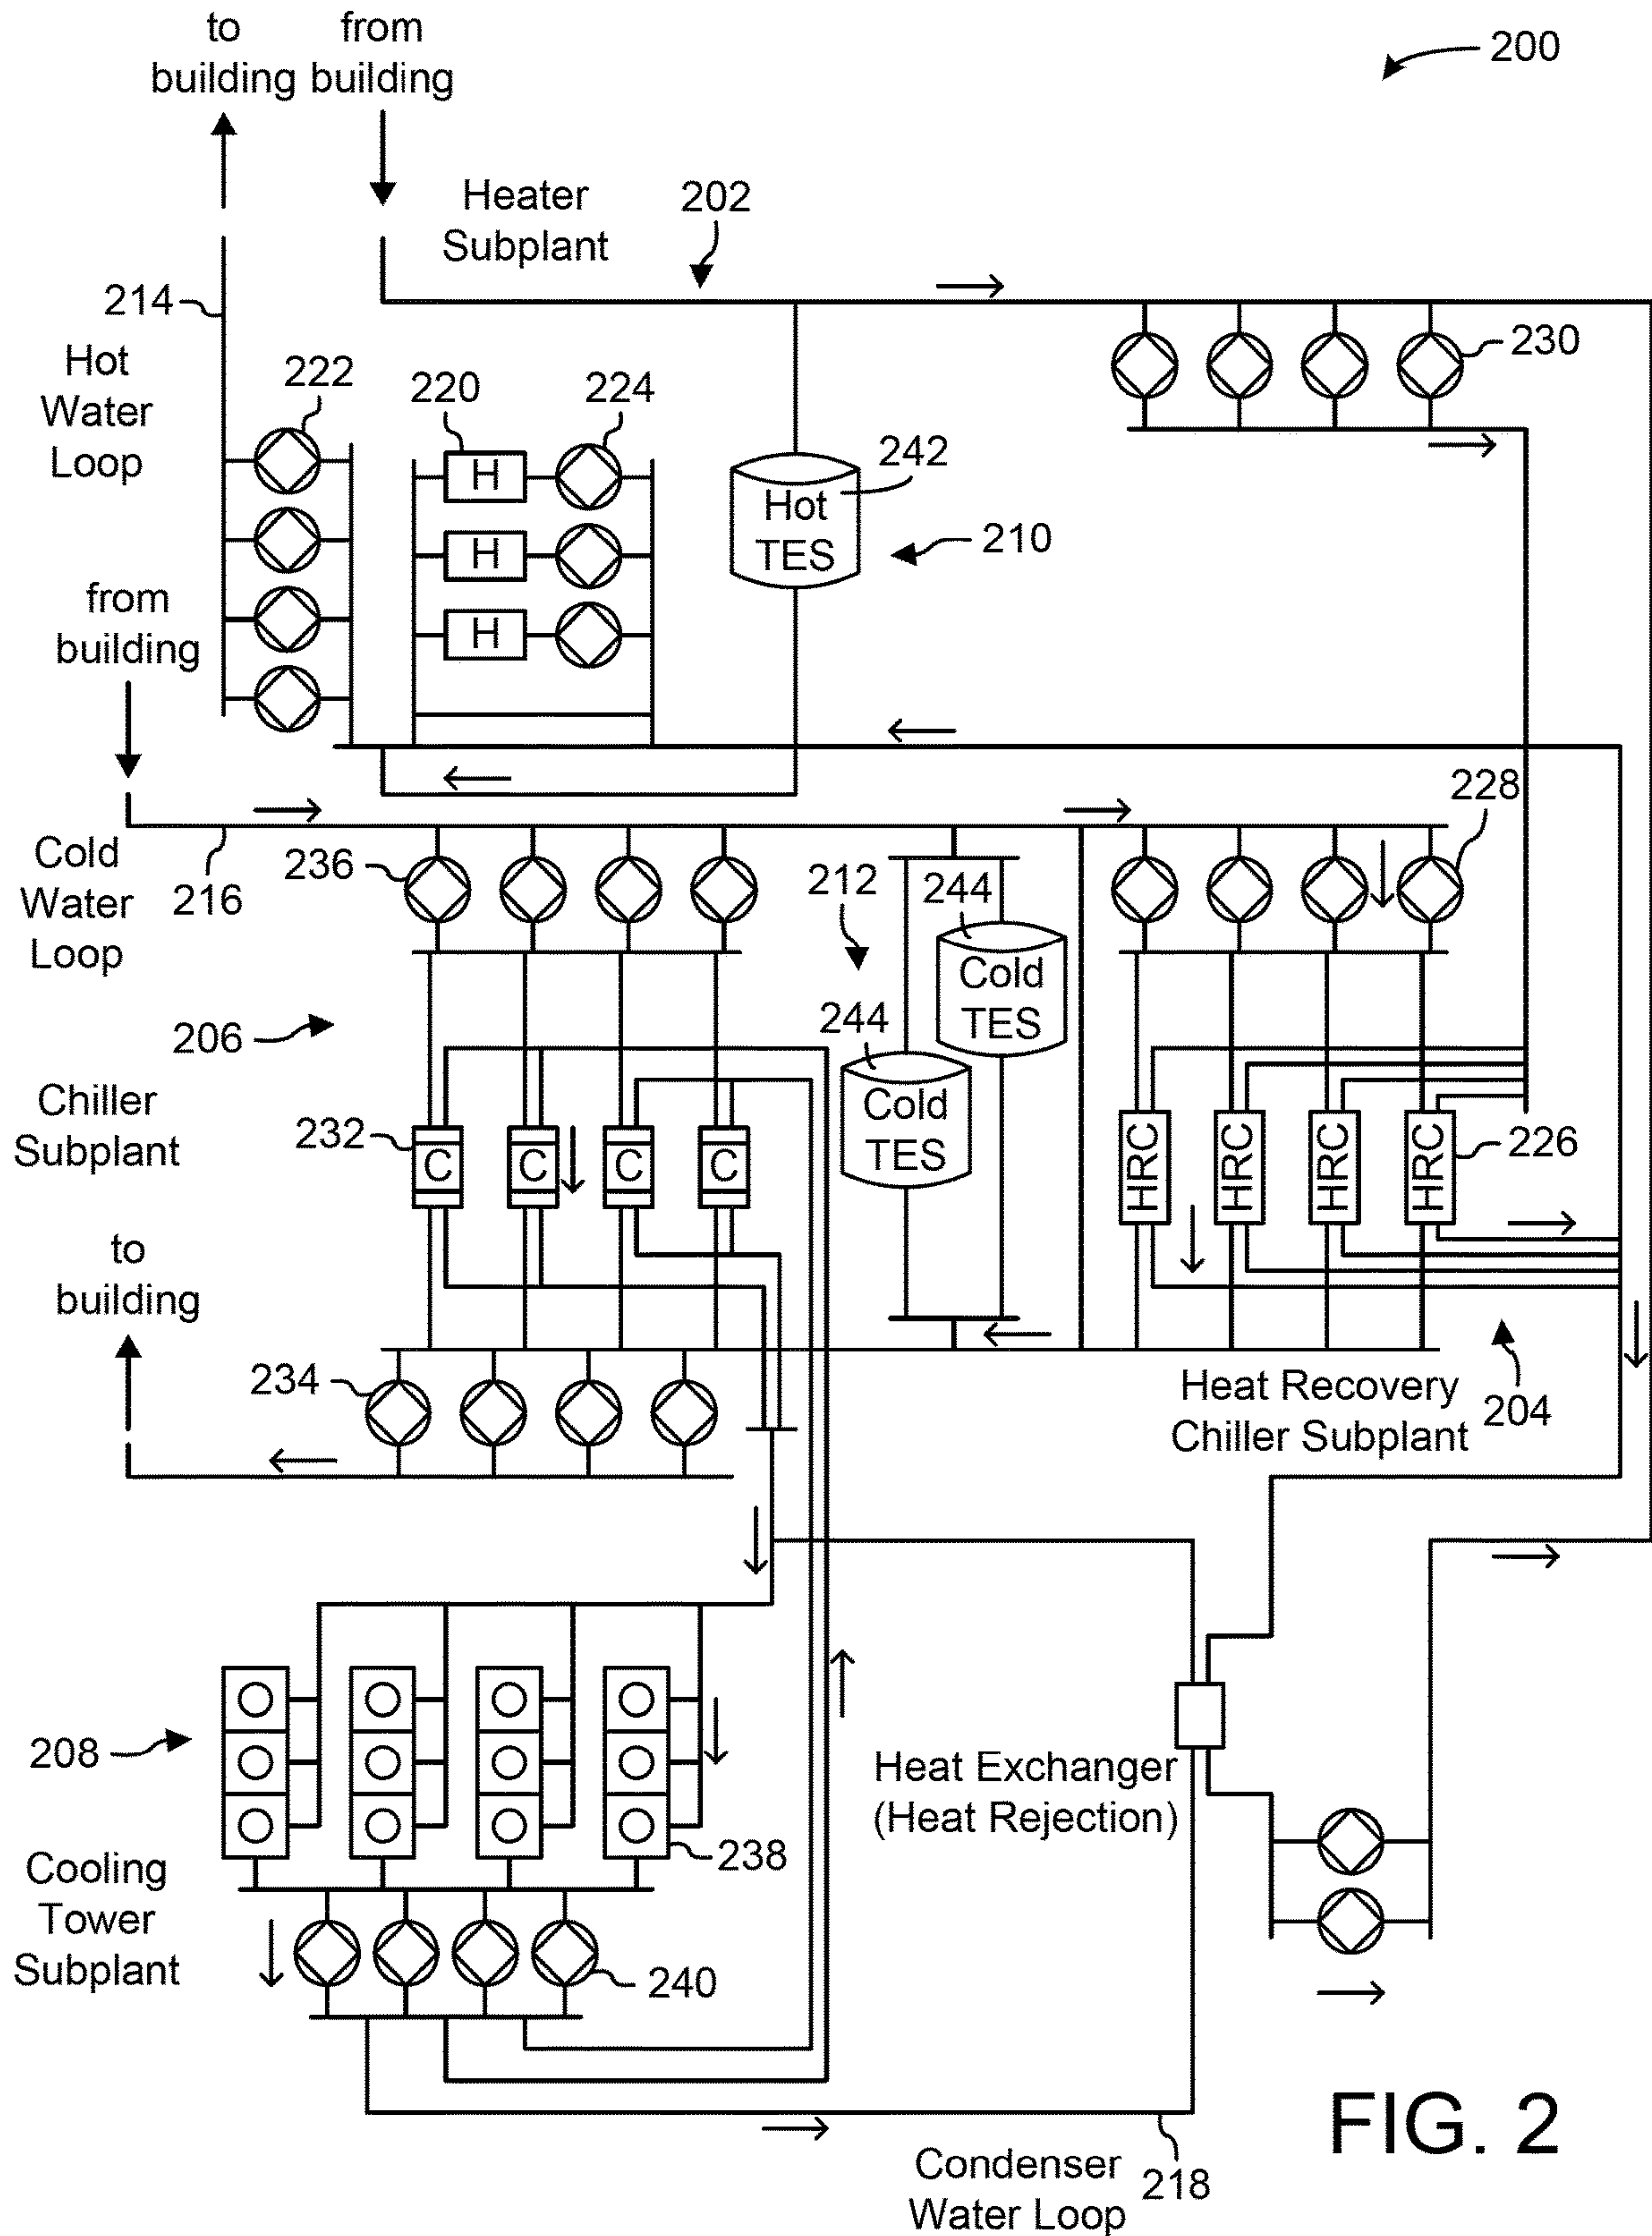 to
building
from
building
200
Heater
Subplant
202
214
Hot
Water
Loop
222
220
224
230
H
H
H
242
Hot
TES
210
from
building
228
Cold
Water
Loop
216
236
212
244
Cold
TES
244
Cold
TES
206
Chiller
Subplant
232
C
C
C
C
HRC
HRC
HRC
HRC
226
to
building
234
Heat Recovery
Chiller Subplant
204
208
Heat Exchanger
(Heat Rejection)
238
Cooling
Tower
Subplant
240
Condenser
Water Loop
218
FIG. 2